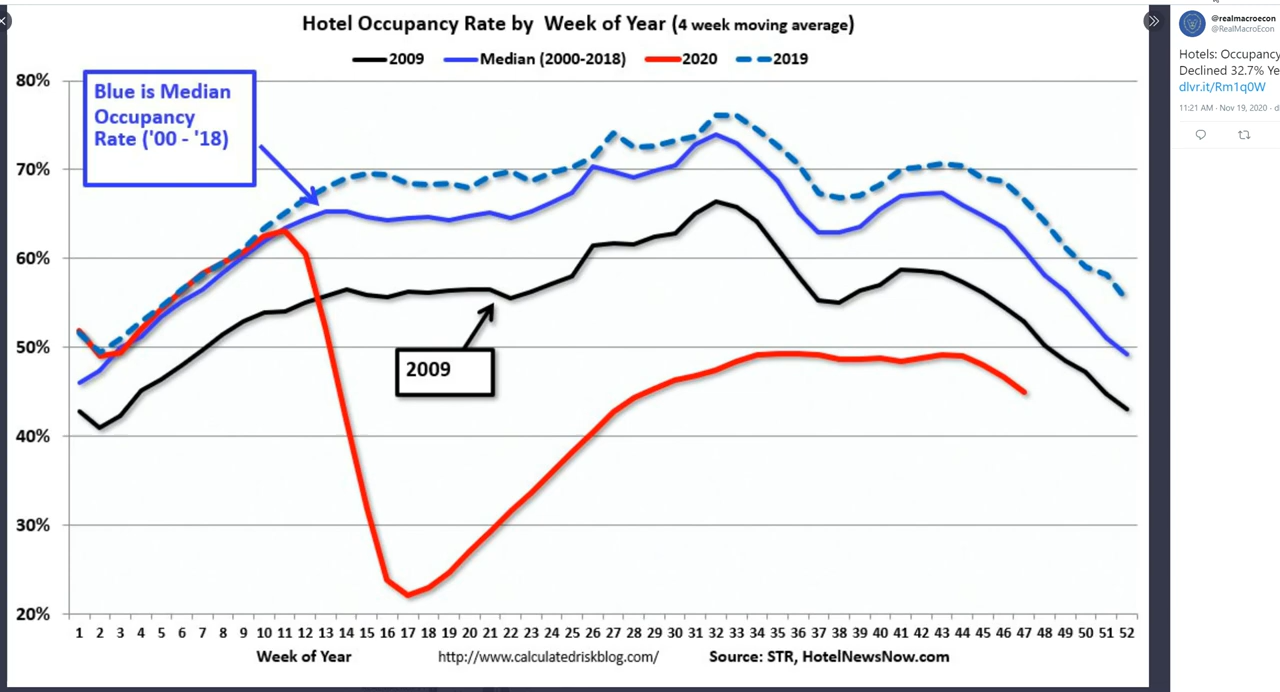 Hotel Occupancy Rate by Week of Year (4 week moving average)
2009 Median (2000-2018) 2020 2019
80%
70%
60%
50%
40%
30%
20%
Blue is Median
Occupancy
Rate ('00 - '18)
2009
1 2 3 4 5 6 7 8 9 10 11 12 13 14 15 16 17 18 19 20 21 22 23 24 25 26 27 28 29 30 31 32 33 34 35 36 37 38 39 40 41 42 43 44 45 46 47 48 49 50 51 52
Week of Year http://www.calculatedriskblog.com/ Source: STR, HotelNewsNow.com
@realmacroecon
@RealMacroEcon
Hotels: Occupancy
Declined 32.7% Ye
dlvr.it/Rm1q0W
11:21 AM · Nov 19, 2020 · d